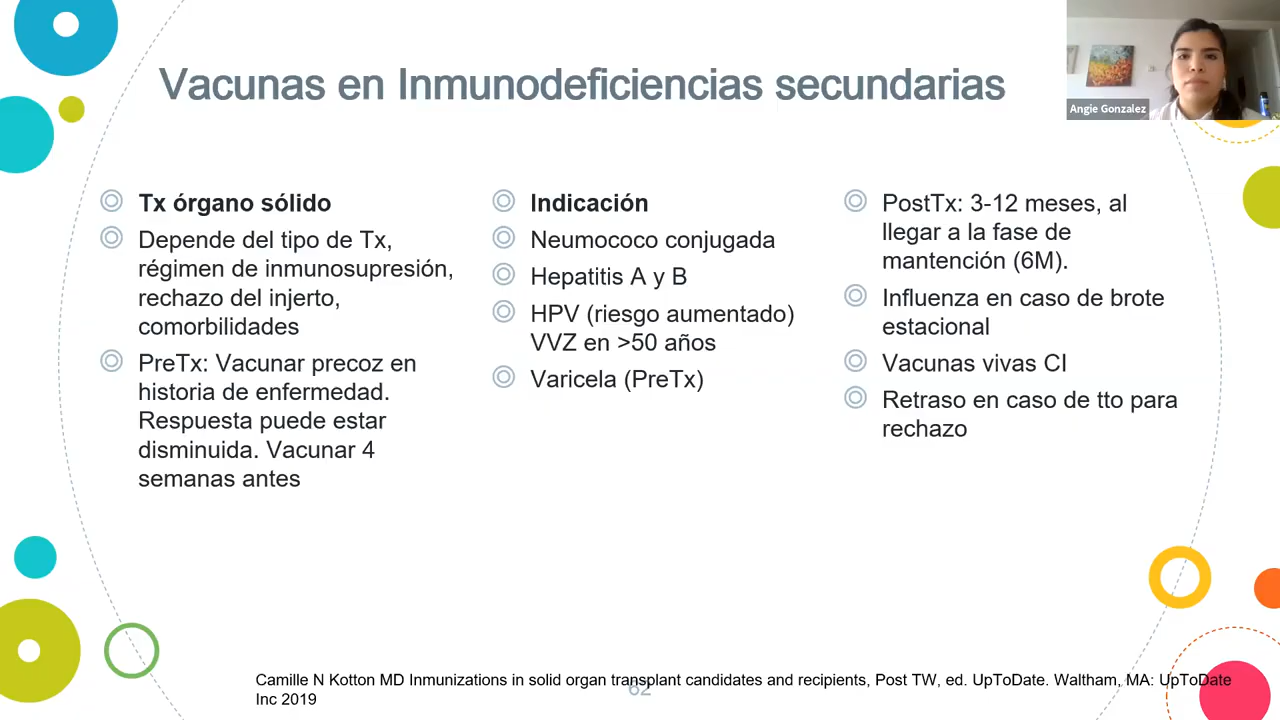 Vacunas en Inmunodeficiencias secundarias
Angie Gonzalez
Tx órgano sólido
Depende del tipo de Tx,
régimen de inmunosupresión,
rechazo del injerto,
comorbilidades
PreTx: Vacunar precoz en
historia de enfermedad.
Respuesta puede estar
disminuida. Vacunar 4
semanas antes
Indicación
Neumococo conjugada
Hepatitis A y B
HPV (riesgo aumentado)
VVZ en >50 años
Varicela (PreTx)
PostTx: 3-12 meses, al
llegar a la fase de
mantención (6M).
Influenza en caso de brote
estacional
Vacunas vivas CI
Retraso en caso de tto para
rechazo
Camille N Kotton MD Inmunizations in solid organ transplant candidates and recipients, Post TW, ed. UpToDate. Waltham, MA: UpToDate
Inc 2019
62